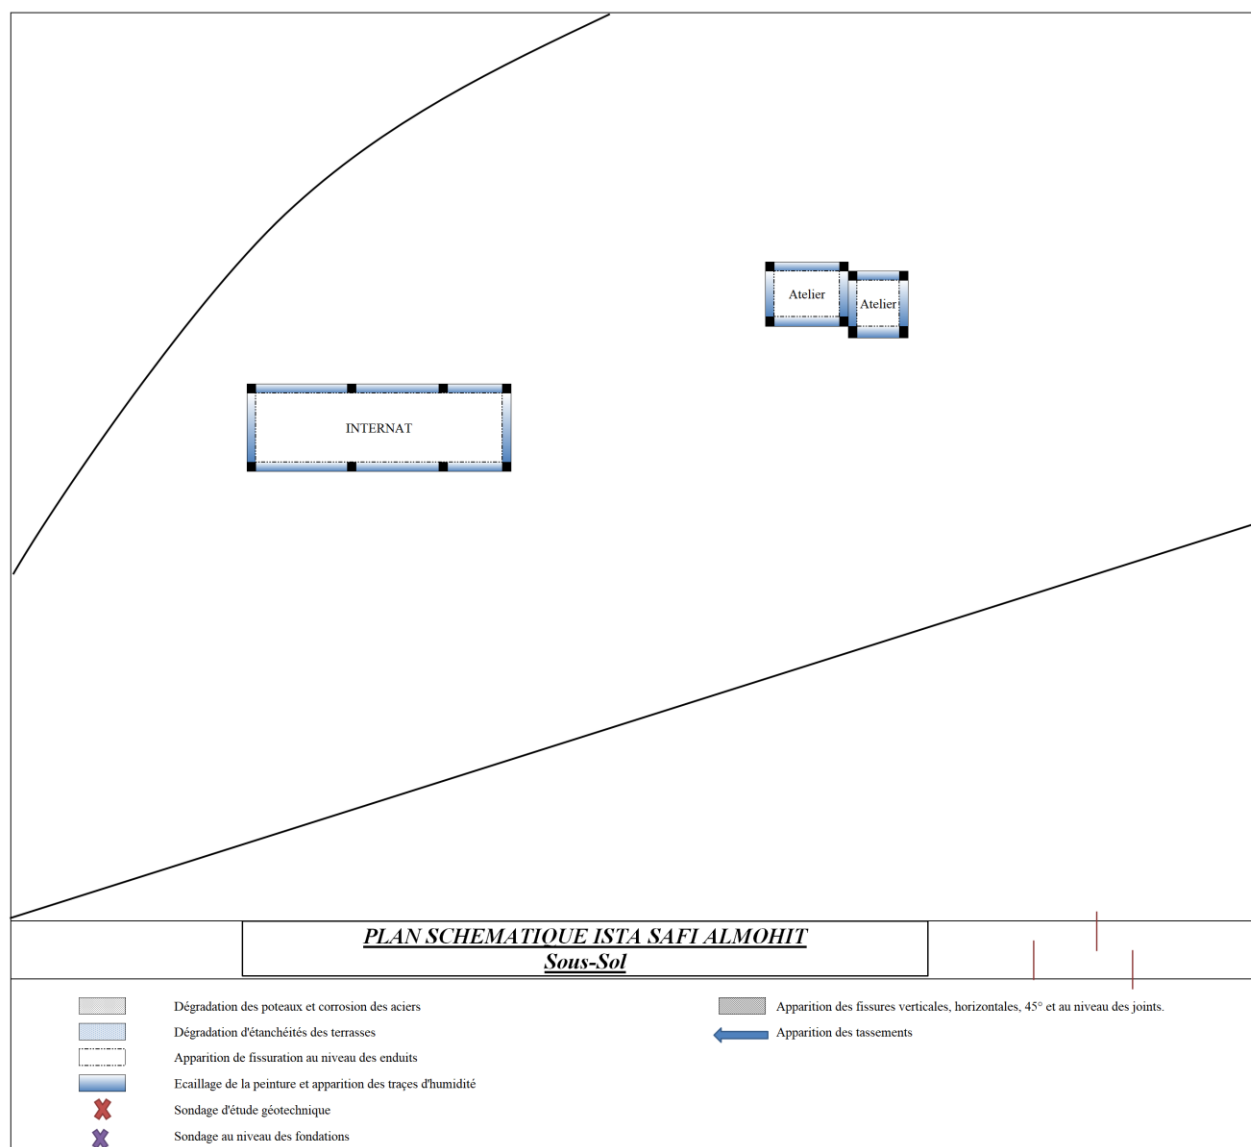 Atelier
Atelier
INTERNAT
PLAN SCHEMATIQUE ISTA SAFI ALMOHIT
Sous-Sol
Dégradation des poteaux et corrosion des aciers
Dégradation d'étanchéités des terrasses
Apparition de fissuration au niveau des enduits
Ecaillage de la peinture et apparition des traçes d'humidité
Sondage d'étude géotechnique
Sondage au niveau des fondations
Apparition des fissures verticales, horizontales, 45° et au niveau des joints.
Apparition des tassements